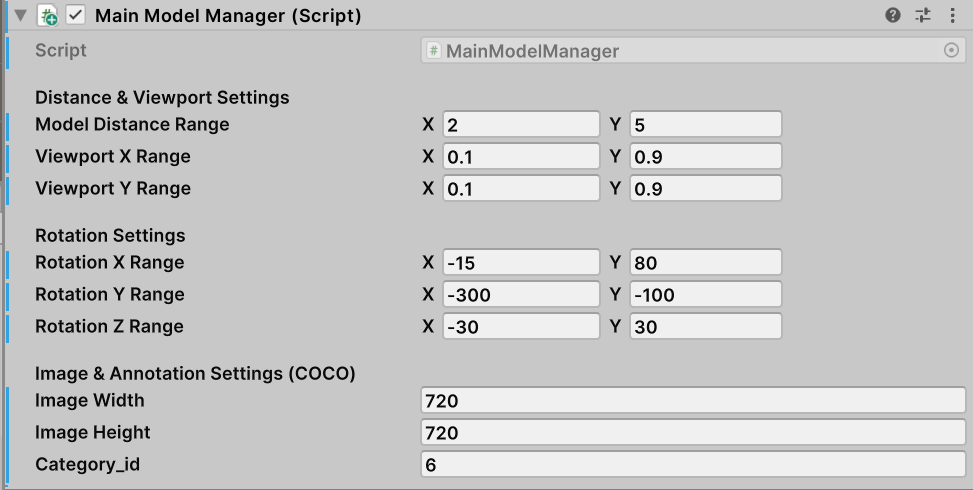 Main Model Manager (Script)
Script # MainModelManager
Distance & Viewport Settings
Model Distance Range X 2 Y 5
Viewport X Range X 0.1 Y 0.9
Viewport Y Range X 0.1 Y 0.9
Rotation Settings
Rotation X Range X -15 Y 80
Rotation Y Range X -300 Y -100
Rotation Z Range X -30 Y 30
Image & Annotation Settings (COCO)
Image Width 720
Image Height 720
Category_id 6